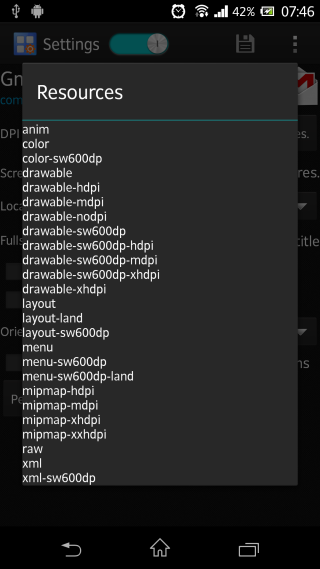 42% 07:46
Settings
Gm
com
DPI
es.
Resources
anim
color
color-sw600dp
drawable
drawable-hdpi
drawable-mdpi
drawable-nodpi
drawable-sw600dp
drawable-sw600dp-hdpi
drawable-sw600dp-mdpi
drawable-sw600dp-xhdpi
drawable-xhdpi
layout
layout-land
layout-sw600dp
menu
menu-sw600dp
menu-sw600dp-land
mipmap-hdpi
mipmap-mdpi
mipmap-xhdpi
mipmap-xxhdpi
raw
xml
xml-sw600dp
Scre
res.
Loca
Fulls
title
Orie
ns
Pe